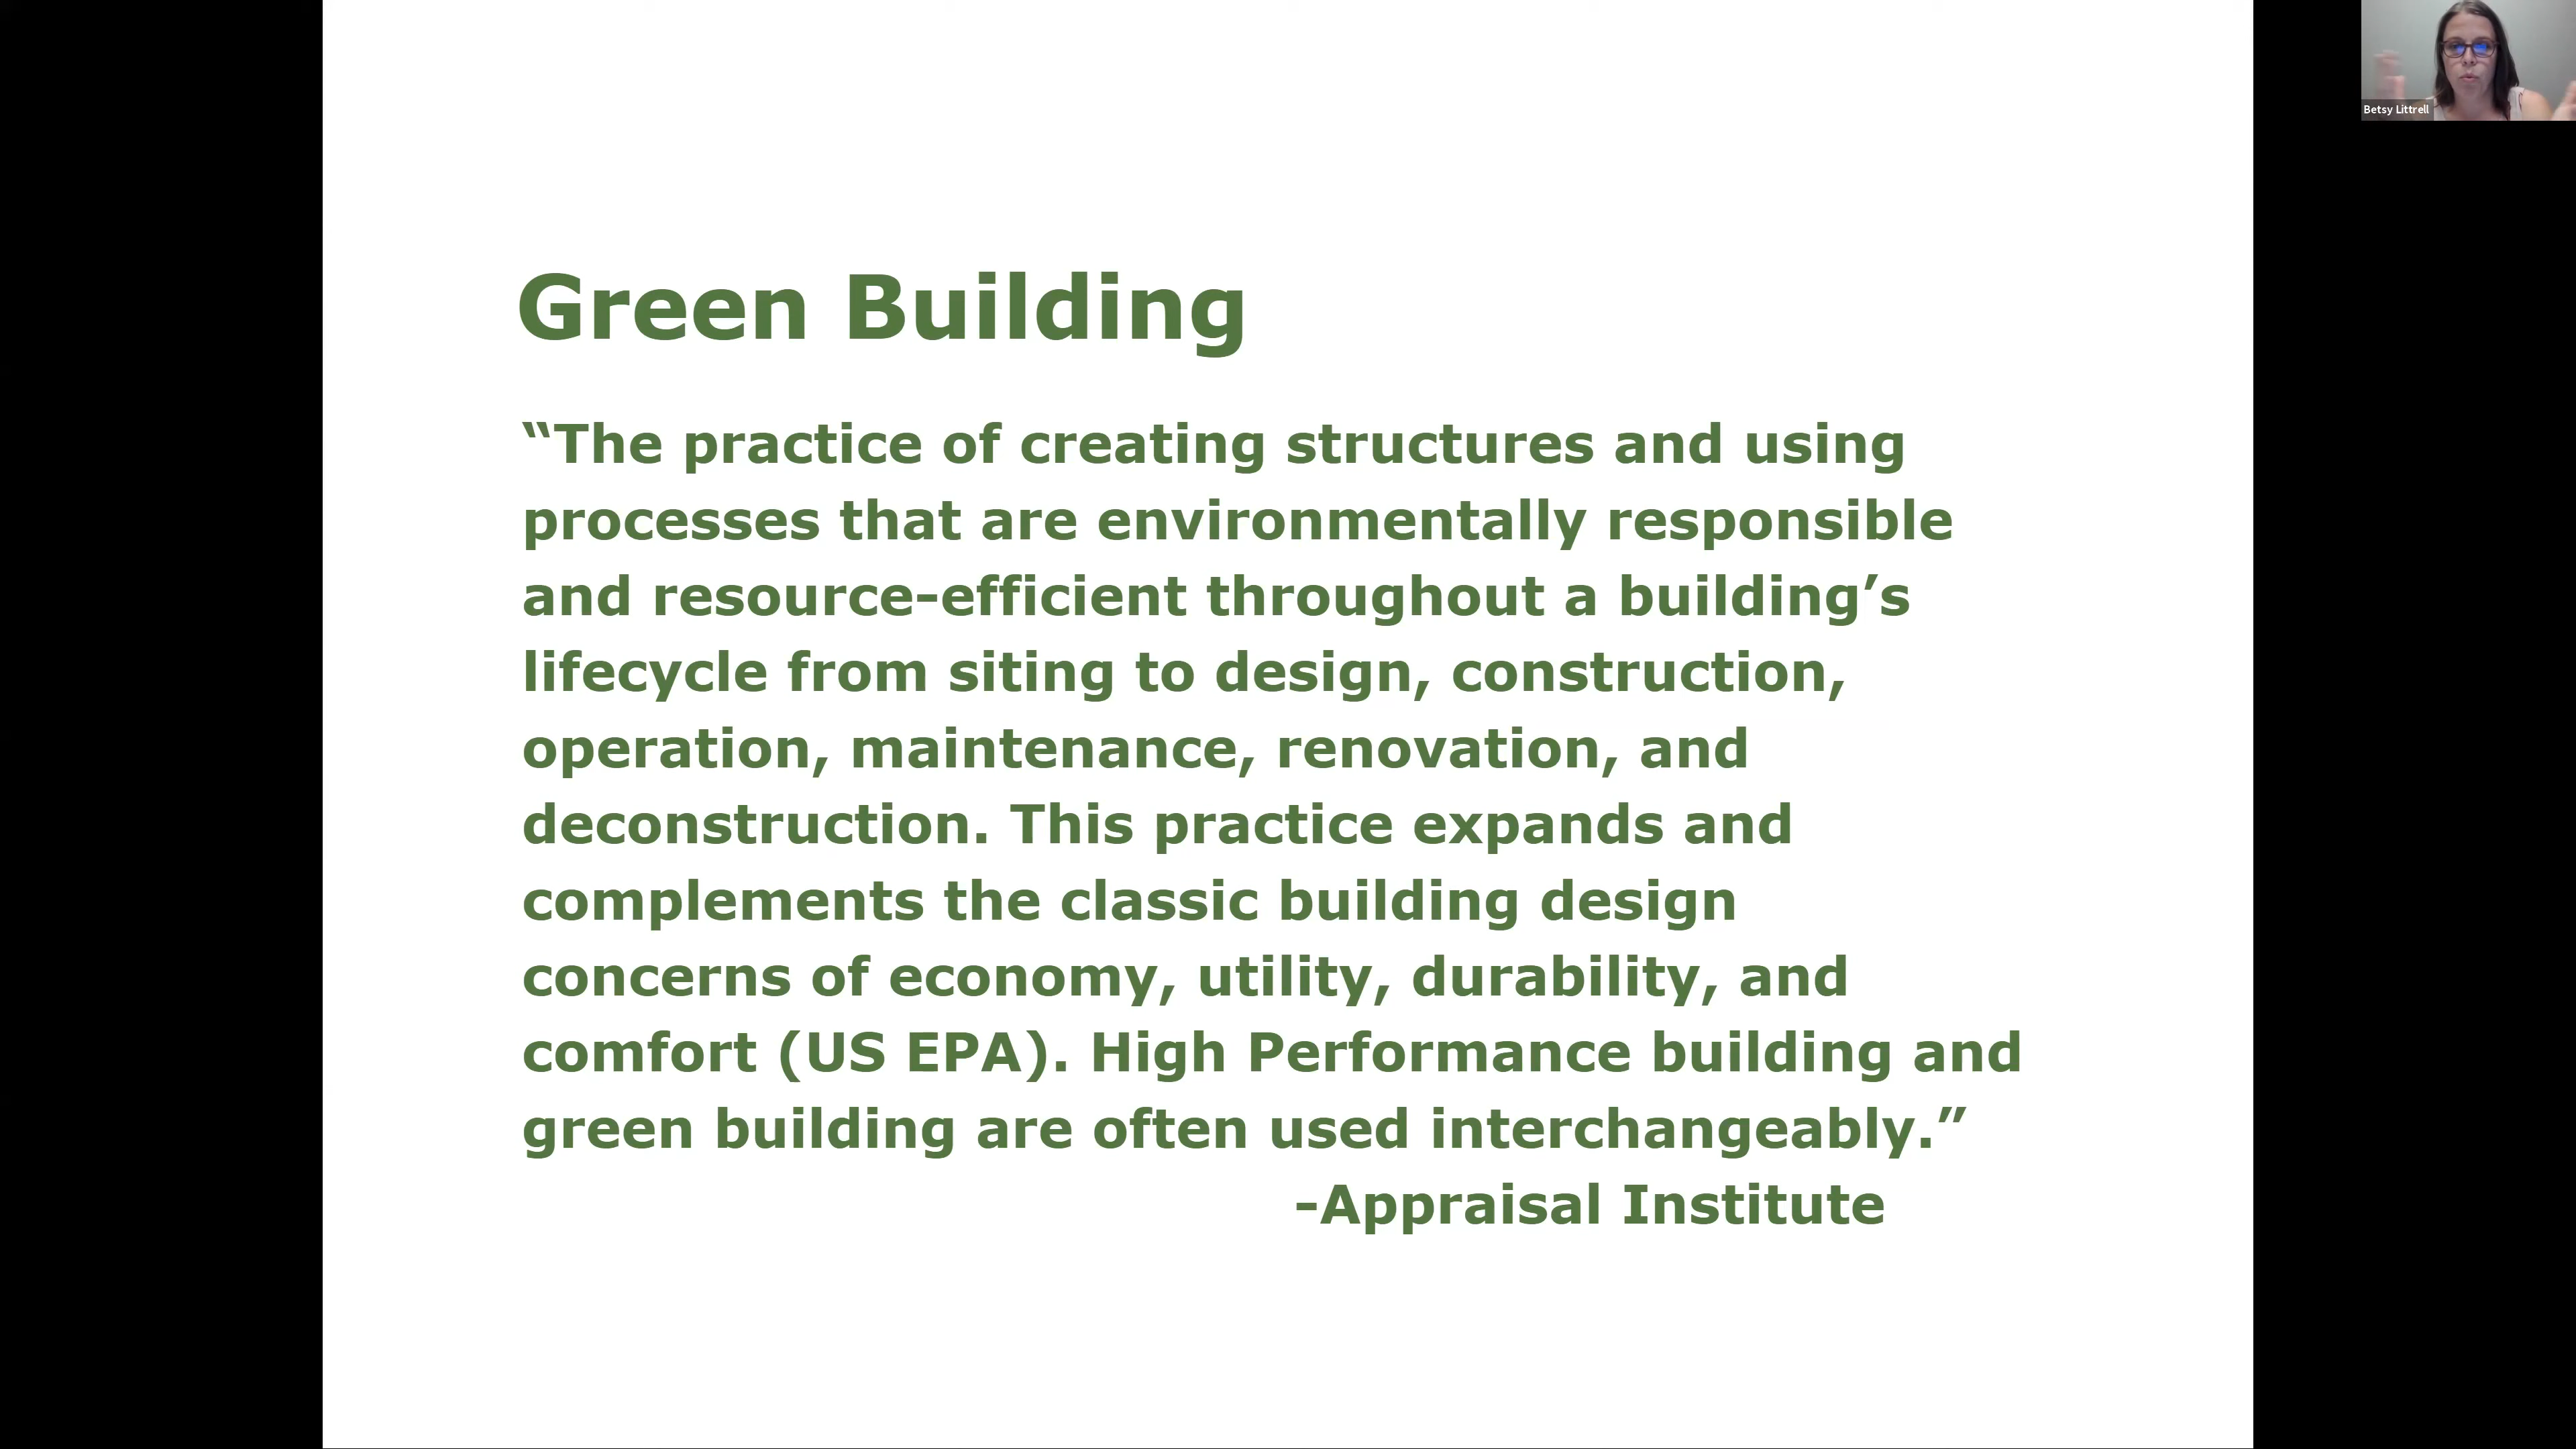 Betsy Littrell
Green Building
“The practice of creating structures and using
processes that are environmentally responsible
and resource-efficient throughout a building’s
lifecycle from siting to design, construction,
operation, maintenance, renovation, and
deconstruction. This practice expands and
complements the classic building design
concerns of economy, utility, durability, and
comfort (US EPA). High Performance building and
green building are often used interchangeably.”
-Appraisal Institute